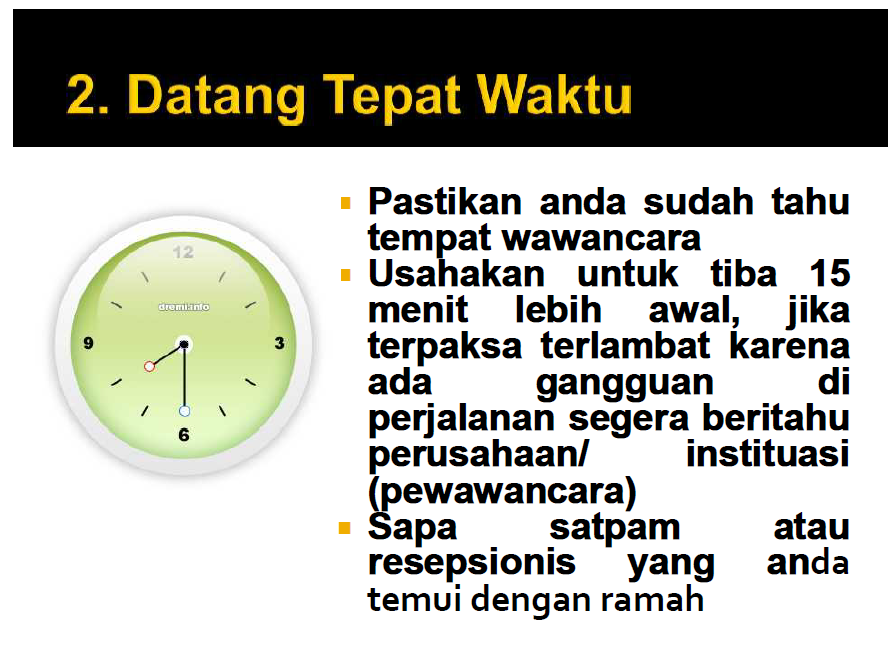 2. Datang Tepat Waktu
12
dremi.info
9
3
6
Pastikan anda sudah tahu
tempat wawancara
Usahakan untuk tiba 15
menit lebih awal, jika
terpaksa terlambat karena
ada gangguan di
perjalanan segera beritahu
perusahaan/ instituasi
(pewawancara)
Sapa satpam atau
resepsionis yang anda
temui dengan ramah